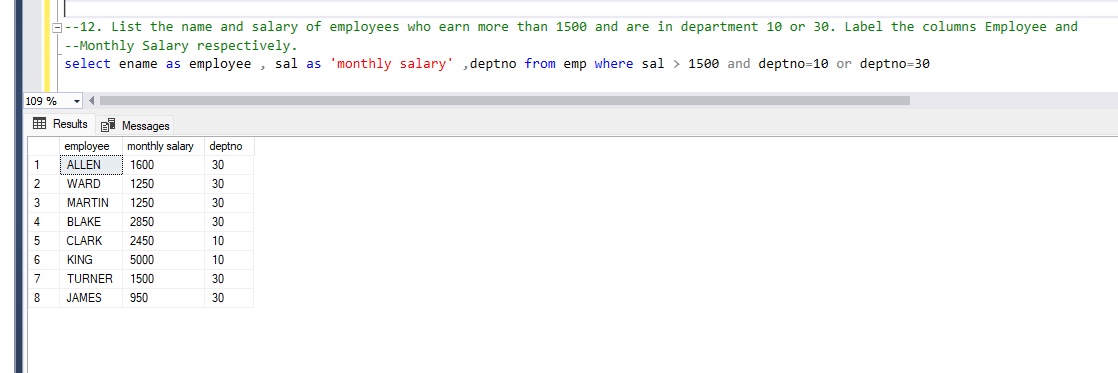 --12. List the name and salary of employees who earn more than 1500 and are in department 10 or 30. Label the columns Employee and
--Monthly Salary respectively.
select ename as employee , sal as 'monthly salary' ,deptno from emp where sal > 1500 and deptno=10 or deptno=30
109 %
Results Messages
employee monthly salary deptno
1 ALLEN 1600 30
2 WARD 1250 30
3 MARTIN 1250 30
4 BLAKE 2850 30
5 CLARK 2450 10
6 KING 5000 10
7 TURNER 1500 30
8 JAMES 950 30